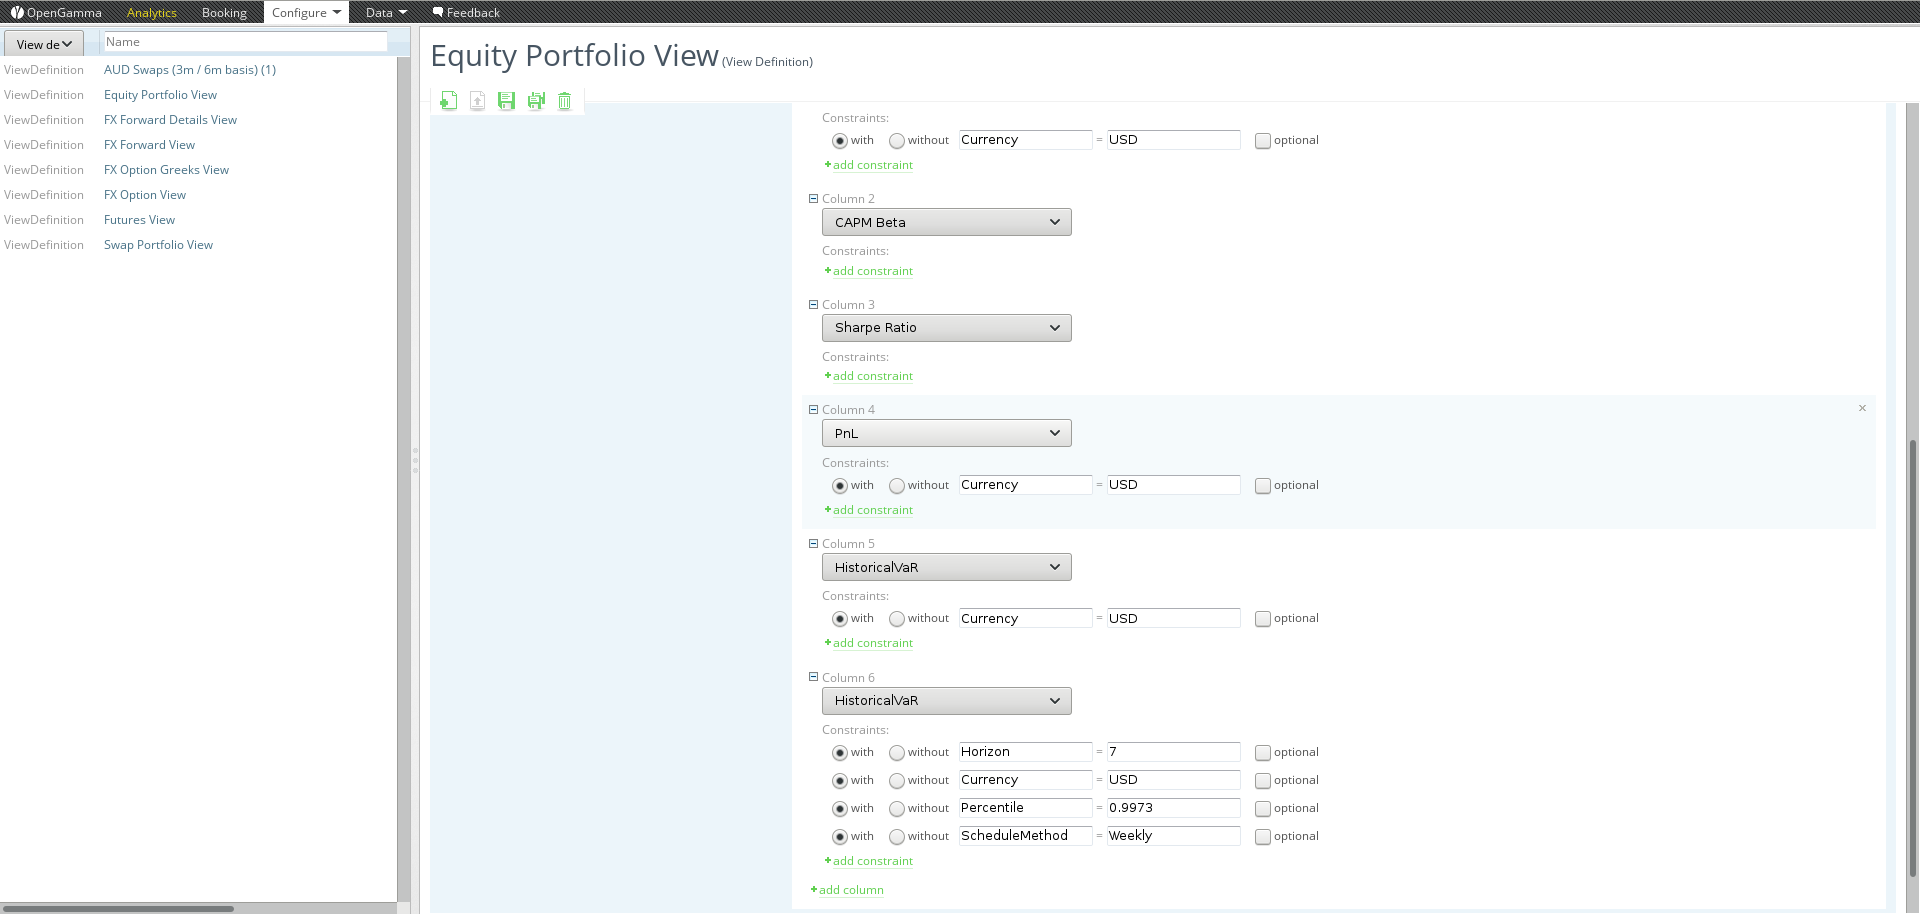 OpenGamma Analytics Booking Configure Data Feedback
View de Name
ViewDefinition AUD Swaps (3m / 6m basis) (1)
ViewDefinition Equity Portfolio View
ViewDefinition FX Forward Details View
ViewDefinition FX Forward View
ViewDefinition FX Option Greeks View
ViewDefinition FX Option View
ViewDefinition Futures View
ViewDefinition Swap Portfolio View
Equity Portfolio View (View Definition)
Constraints:
with without Currency = USD optional
+add constraint
Column 2
CAPM Beta
Constraints:
+add constraint
Column 3
Sharpe Ratio
Constraints:
+add constraint
Column 4 ×
PnL
Constraints:
with without Currency = USD optional
+add constraint
Column 5
HistoricalVaR
Constraints:
with without Currency = USD optional
+add constraint
Column 6
HistoricalVaR
Constraints:
with without Horizon = 7 optional
with without Currency = USD optional
with without Percentile = 0.9973 optional
with without ScheduleMethod = Weekly optional
+add constraint
+add column